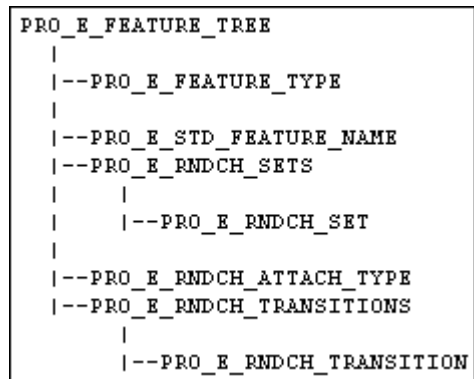 PRO_E_FEATURE_TREE
|
|--PRO_E_FEATURE_TYPE
|
|--PRO_E_STD_FEATURE_NAME
|--PRO_E_RNDCH_SETS
|     |
|     |--PRO_E_RNDCH_SET
|
|--PRO_E_RNDCH_ATTACH_TYPE
|--PRO_E_RNDCH_TRANSITIONS
      |
      |--PRO_E_RNDCH_TRANSITION